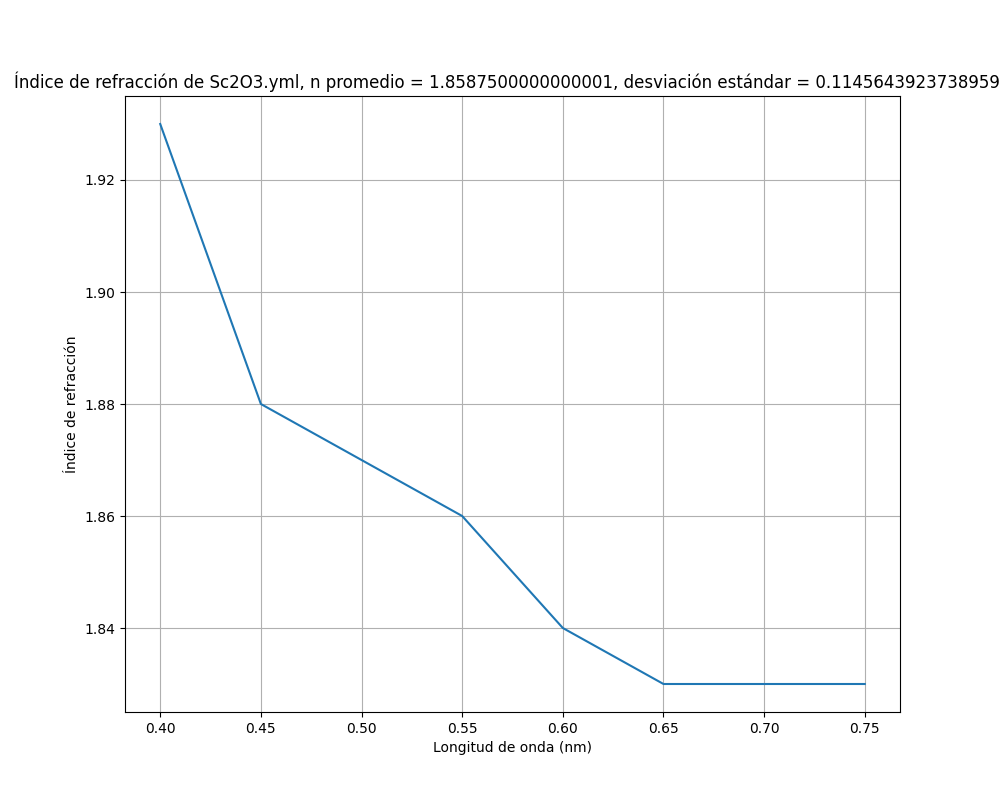 Índice de refracción de Sc2O3.yml, n promedio = 1.8587500000000001, desviación estándar = 0.1145643923738959
Índice de refracción
1.92
1.90
1.88
1.86
1.84
0.40 0.45 0.50 0.55 0.60 0.65 0.70 0.75
Longitud de onda (nm)